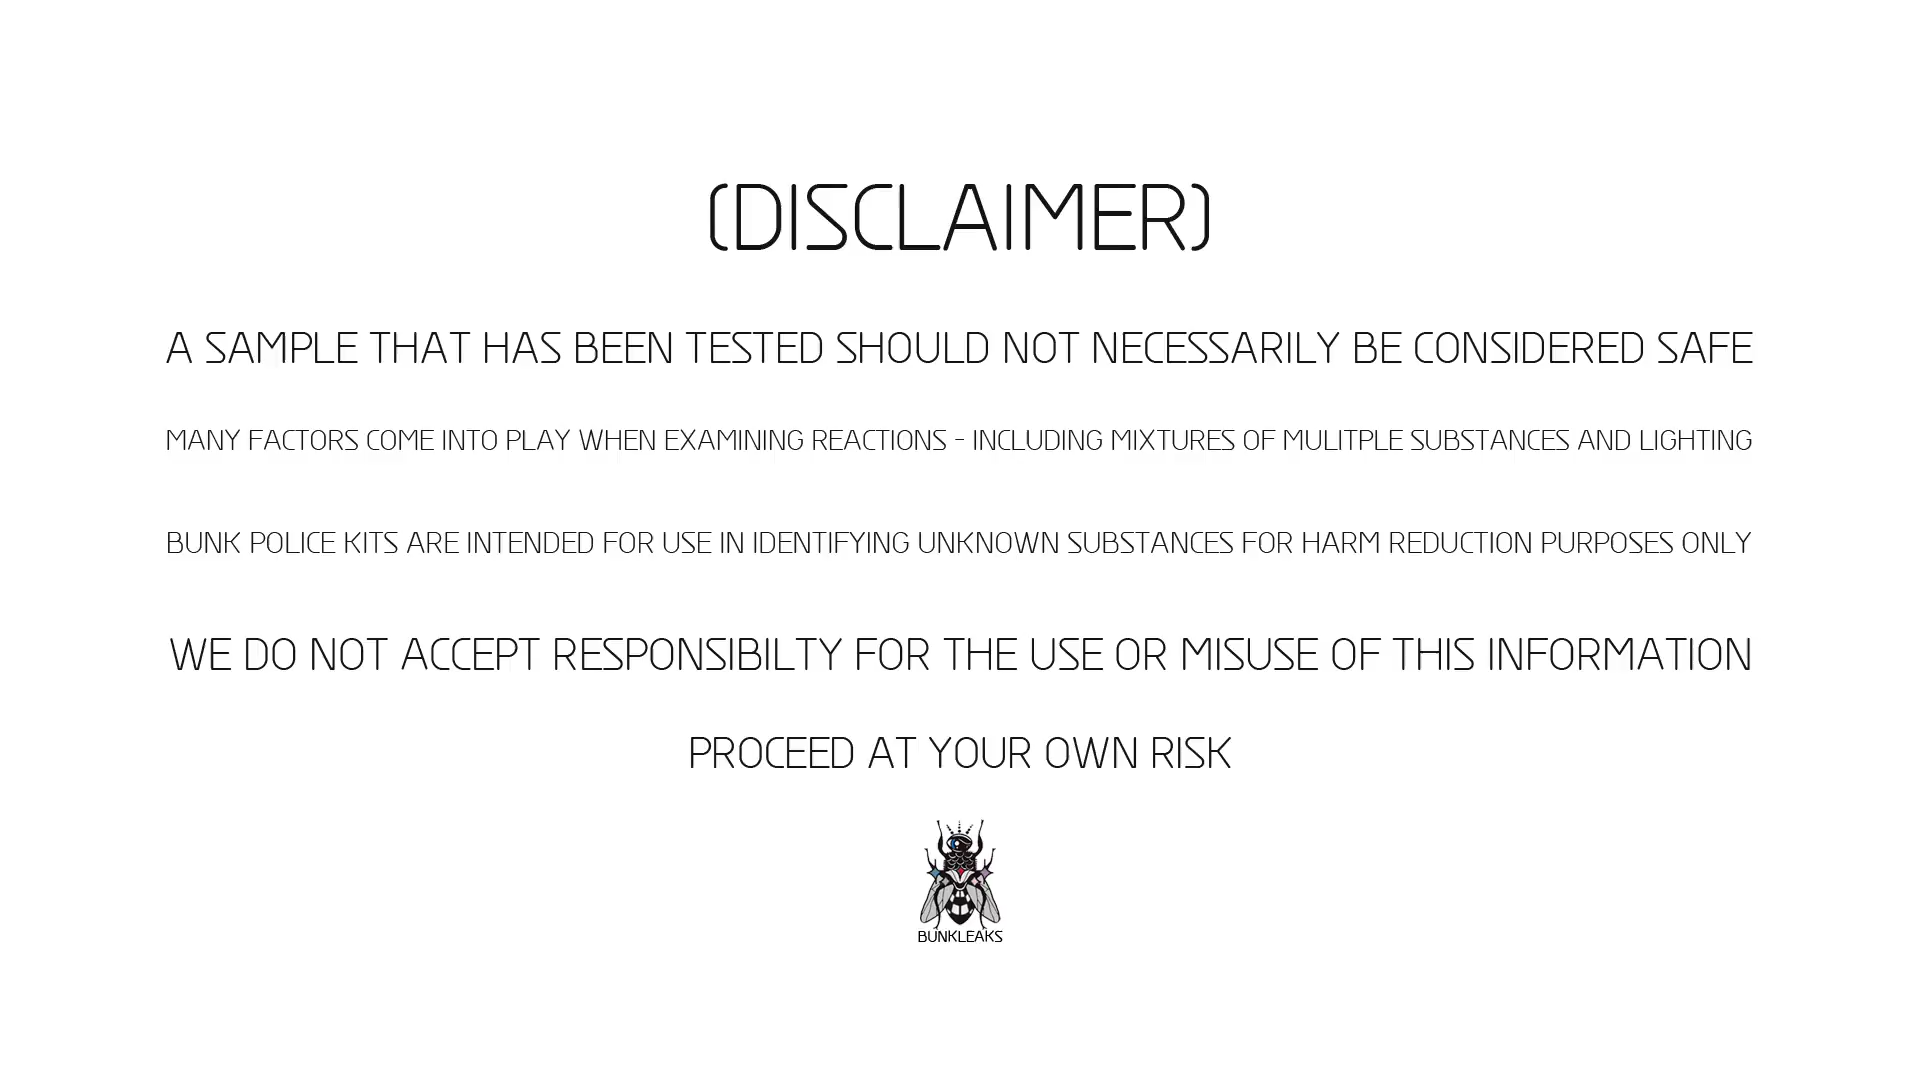 (DISCLAIMER)
A SAMPLE THAT HAS BEEN TESTED SHOULD NOT NECESSARILY BE CONSIDERED SAFE
MANY FACTORS COME INTO PLAY WHEN EXAMINING REACTIONS - INCLUDING MIXTURES OF MULITPLE SUBSTANCES AND LIGHTING
BUNK POLICE KITS ARE INTENDED FOR USE IN IDENTIFYING UNKNOWN SUBSTANCES FOR HARM REDUCTION PURPOSES ONLY
WE DO NOT ACCEPT RESPONSIBILTY FOR THE USE OR MISUSE OF THIS INFORMATION
PROCEED AT YOUR OWN RISK
BUNKLEAKS